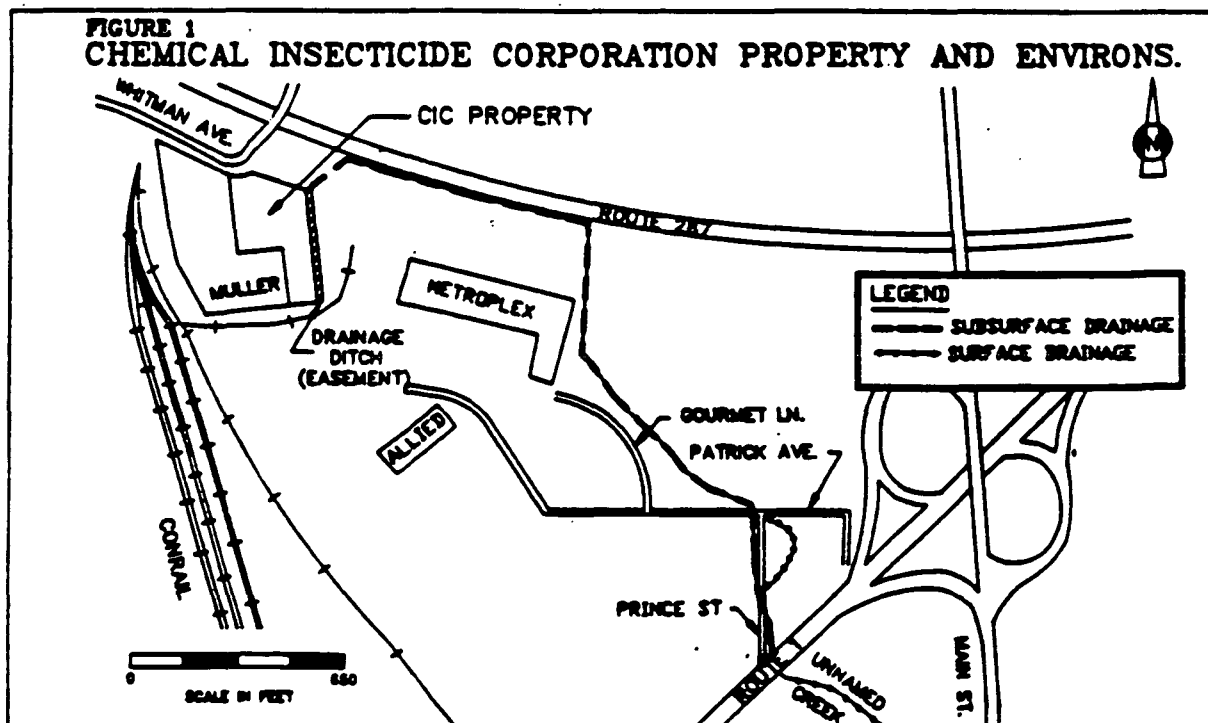 FIGURE 1
CHEMICAL INSECTICIDE CORPORATION PROPERTY AND ENVIRONS.
WHITMAN AVE.
CIC PROPERTY
N
ROUTE 287
MULLER
METROPLEX
LEGEND
SUBSURFACE DRAINAGE
SURFACE DRAINAGE
DRAINAGE
DITCH
(EASEMENT)
ALLIED
GOURMET LN.
PATRICK AVE.
CONRAIL
PRINCE ST
ROUTE
UNNAMED
CREEK
MAIN ST.
0
SCALE IN FEET